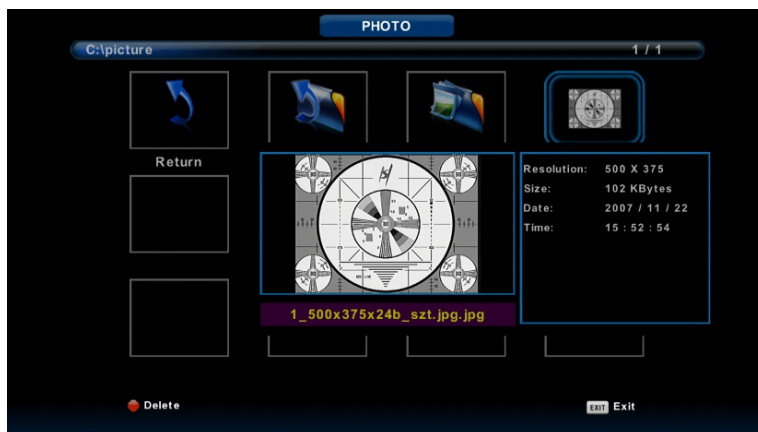 PHOTO
C:\picture
1 / 1
Return
Resolution: 500 X 375
Size: 102 KBytes
Date: 2007 / 11 / 22
Time: 15 : 52 : 54
1_500x375x24b_szt.jpg.jpg
Delete
EXIT Exit